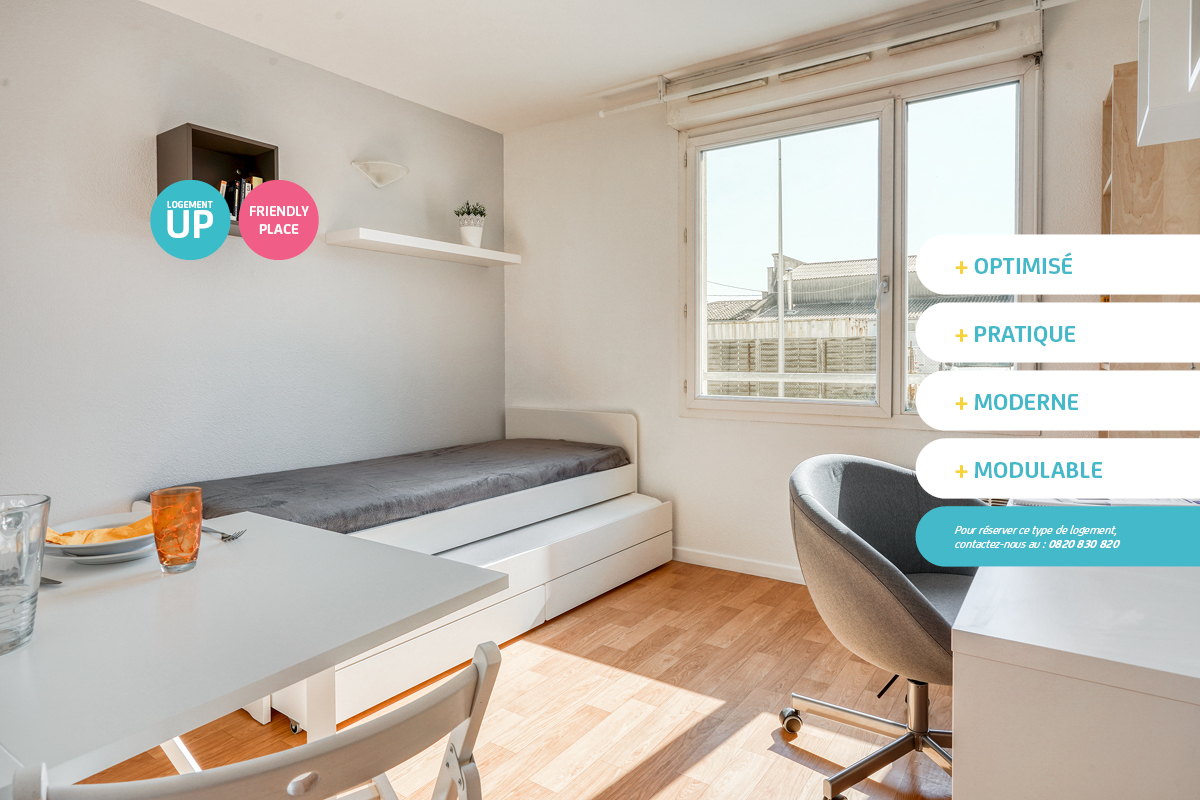 LOGEMENT
UP
FRIENDLY
PLACE
+ OPTIMISÉ
+ PRATIQUE
+ MODERNE
+ MODULABLE
Pour réserver ce type de logement,
contactez-nous au : 0820 830 820